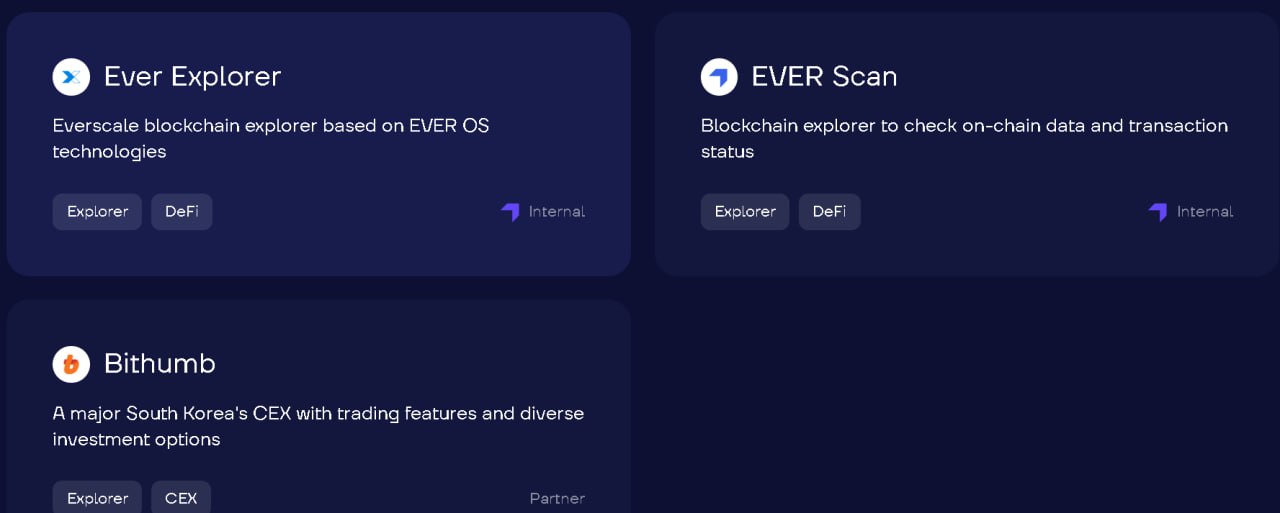 Ever Explorer
Everscale blockchain explorer based on EVER OS
technologies
Explorer
DeFi
Internal
EVER Scan
Blockchain explorer to check on-chain data and transaction
status
Explorer
DeFi
Internal
Bithumb
A major South Korea's CEX with trading features and diverse
investment options
Explorer
CEX
Partner